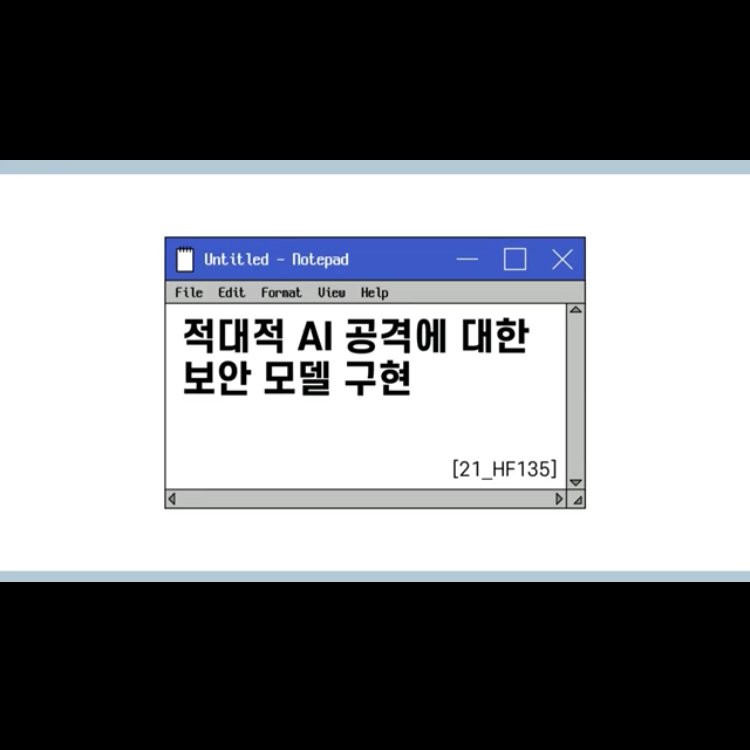 Untitled - Notepad
File Edit Format View Help
적대적 AI 공격에 대한
보안 모델 구현
[21_HF135]